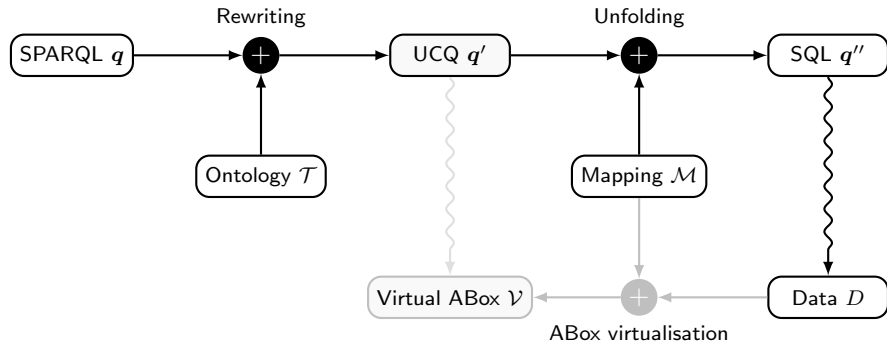 Rewriting
Unfolding
SPARQL q
+
UCQ q′
+
SQL q′′
Ontology 𝒯
Mapping ℳ
Virtual ABox 𝒱
+
Data D
ABox virtualisation